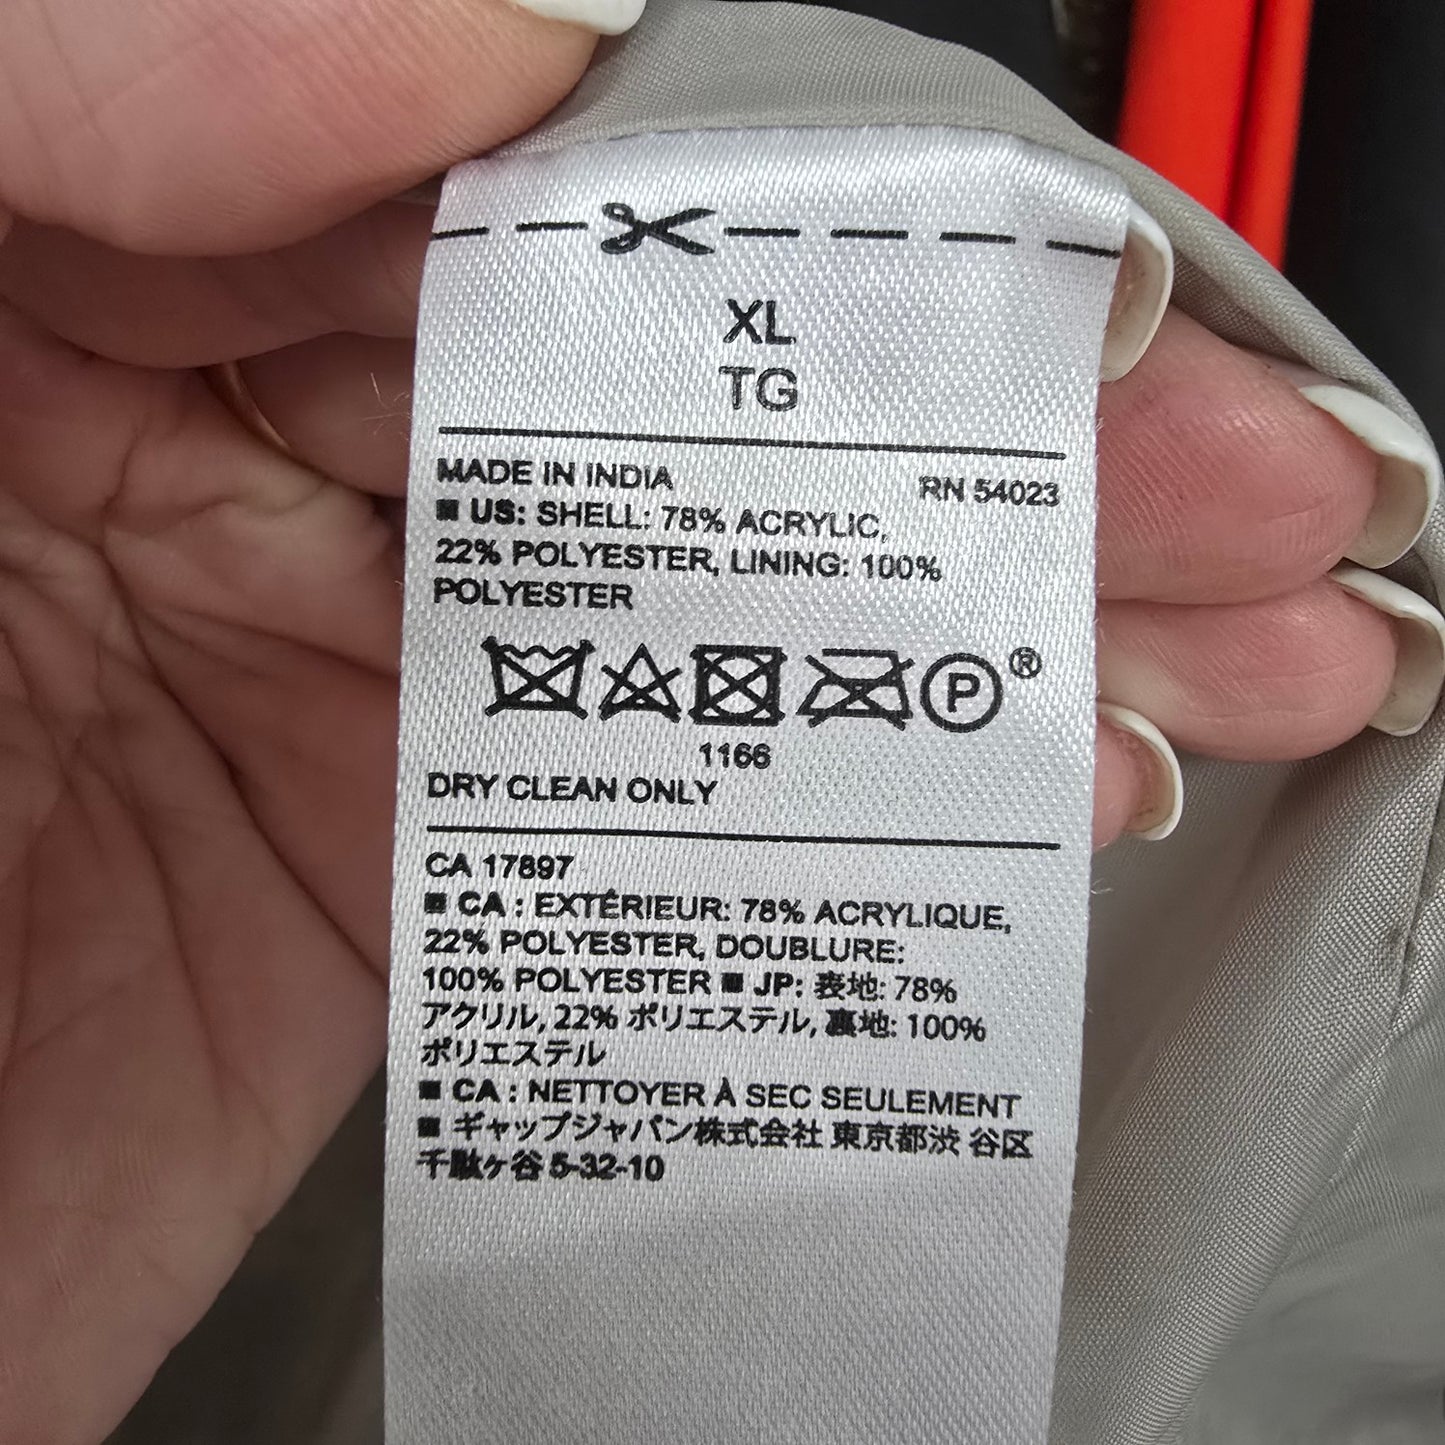 XL
TG
MADE IN INDIA RN 54023
■ US: SHELL: 78% ACRYLIC,
22% POLYESTER, LINING: 100%
POLYESTER
P ®
1166
DRY CLEAN ONLY
CA 17897
■ CA : EXTÉRIEUR: 78% ACRYLIQUE,
22% POLYESTER, DOUBLURE:
100% POLYESTER ■ JP: 表地: 78%
アクリル, 22% ポリエステル, 裏地: 100%
ポリエステル
■ CA : NETTOYER À SEC SEULEMENT
■ ギャップジャパン株式会社 東京都渋 谷区
千駄ヶ谷 5-32-10